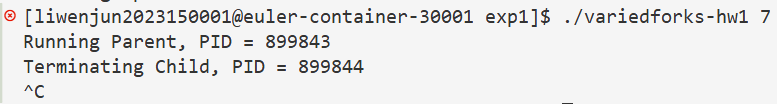 [liwenjun2023150001@euler-container-30001 exp1]$ ./variedforks-hw1 7
Running Parent, PID = 899843
Terminating Child, PID = 899844
^C